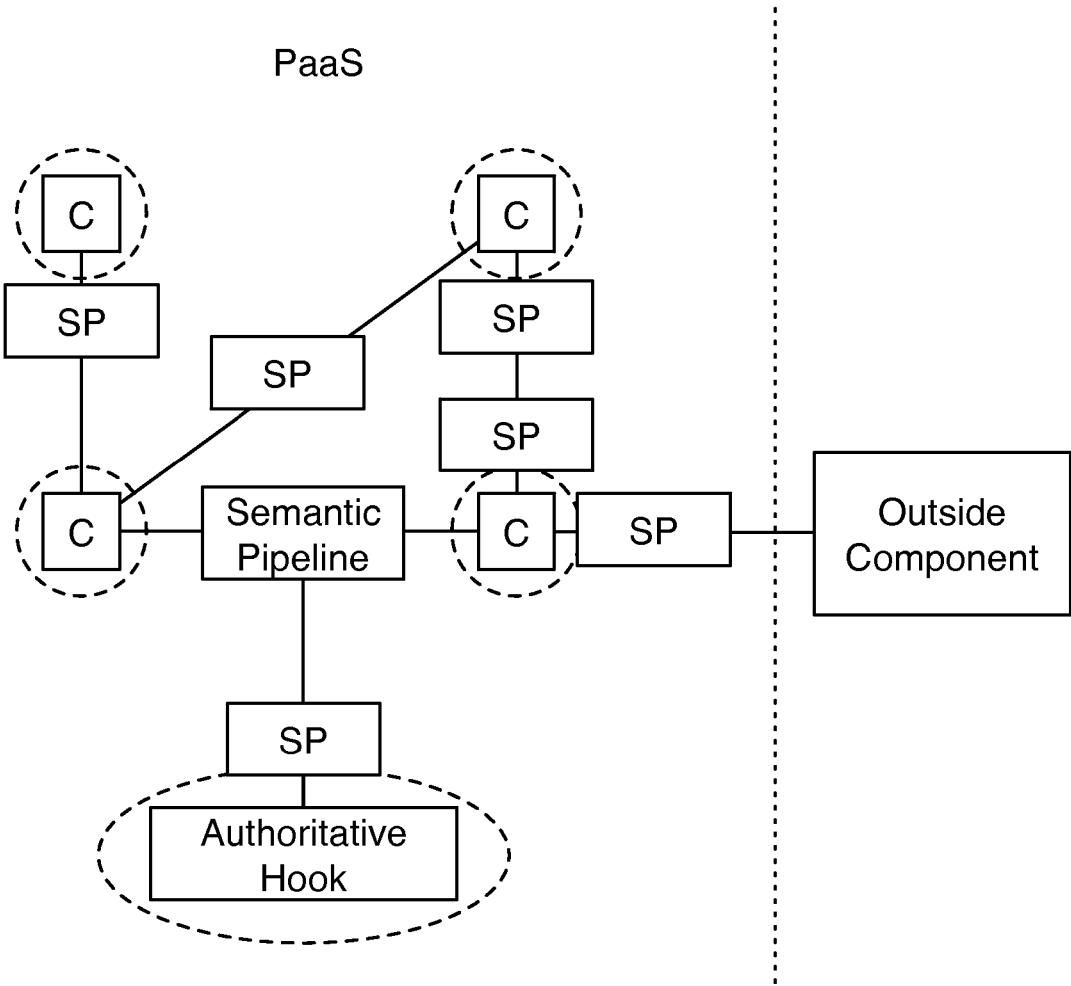 PaaS
C
C
SP
SP
SP
SP
C
Semantic
Pipeline
C
SP
Outside
Component
SP
Authoritative
Hook